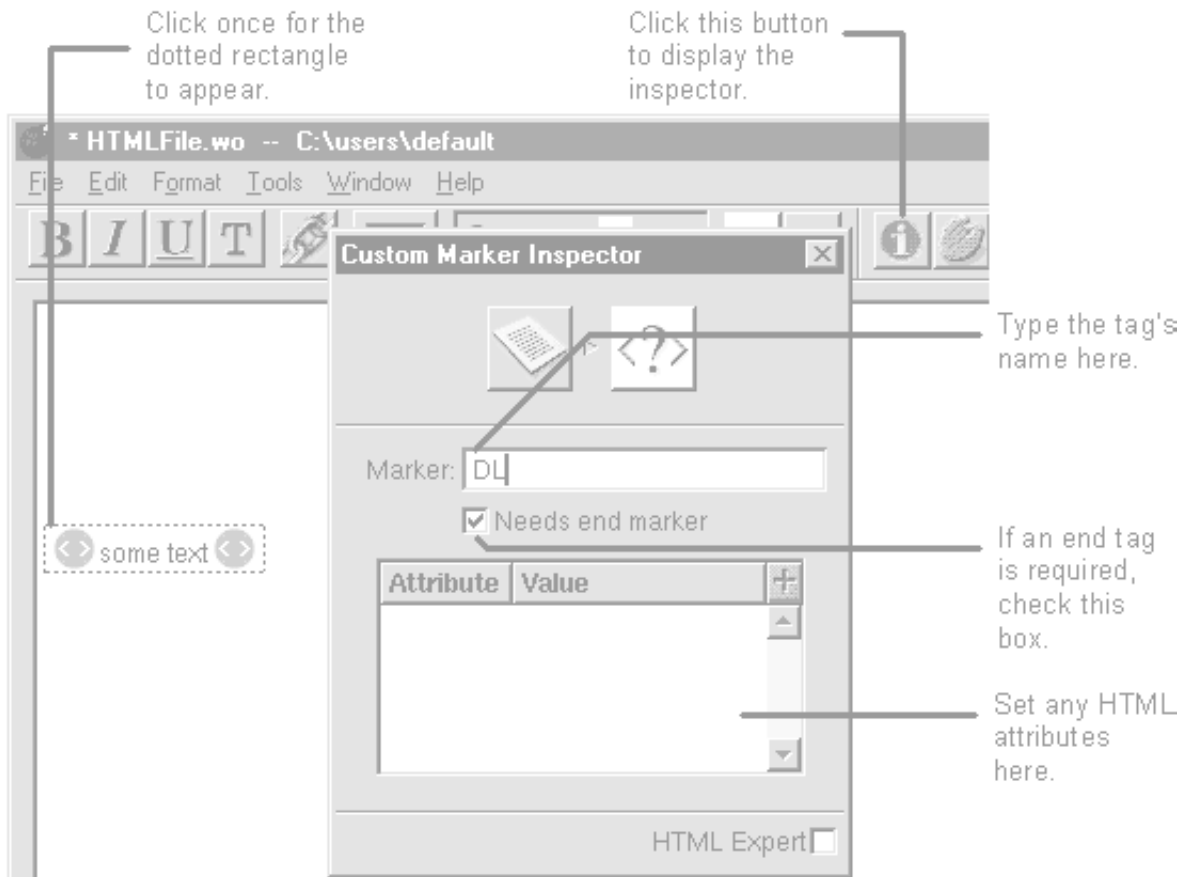 Click once for the
dotted rectangle
to appear.
Click this button
to display the
inspector.
* HTMLFile.wo -- C:\users\default
File Edit Format Tools Window Help
B I U T
Custom Marker Inspector
<?>
Type the tag's
name here.
Marker: DL
Needs end marker
<> some text <>
If an end tag
is required,
check this
box.
Attribute Value +
Set any HTML
attributes
here.
HTML Expert